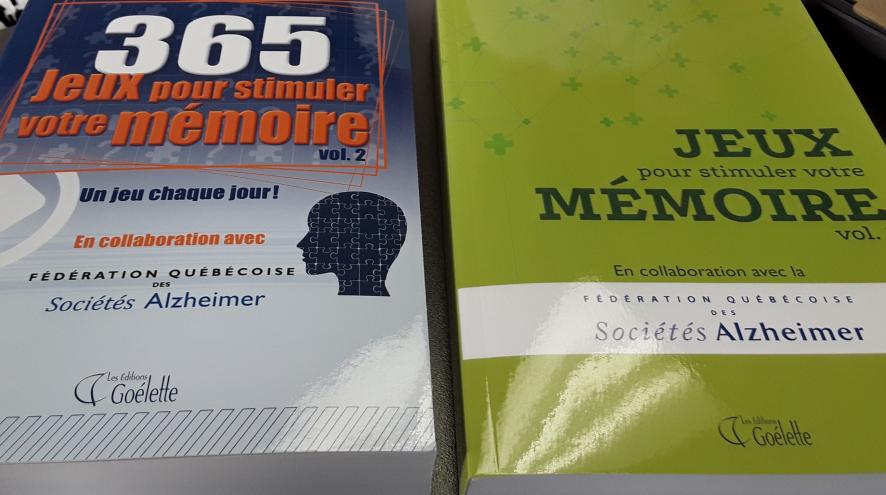 365
Jeux pour stimuler
votre mémoire
vol. 2
Un jeu chaque jour!
En collaboration avec
FÉDÉRATION QUÉBÉCOISE
DES
Sociétés Alzheimer
Les Éditions
Goélette
JEUX
pour stimuler votre
MÉMOIRE
vol.
En collaboration avec la
FÉDÉRATION QUÉBÉCOISE
DES
Sociétés Alzheimer
Les Éditions
Goélette